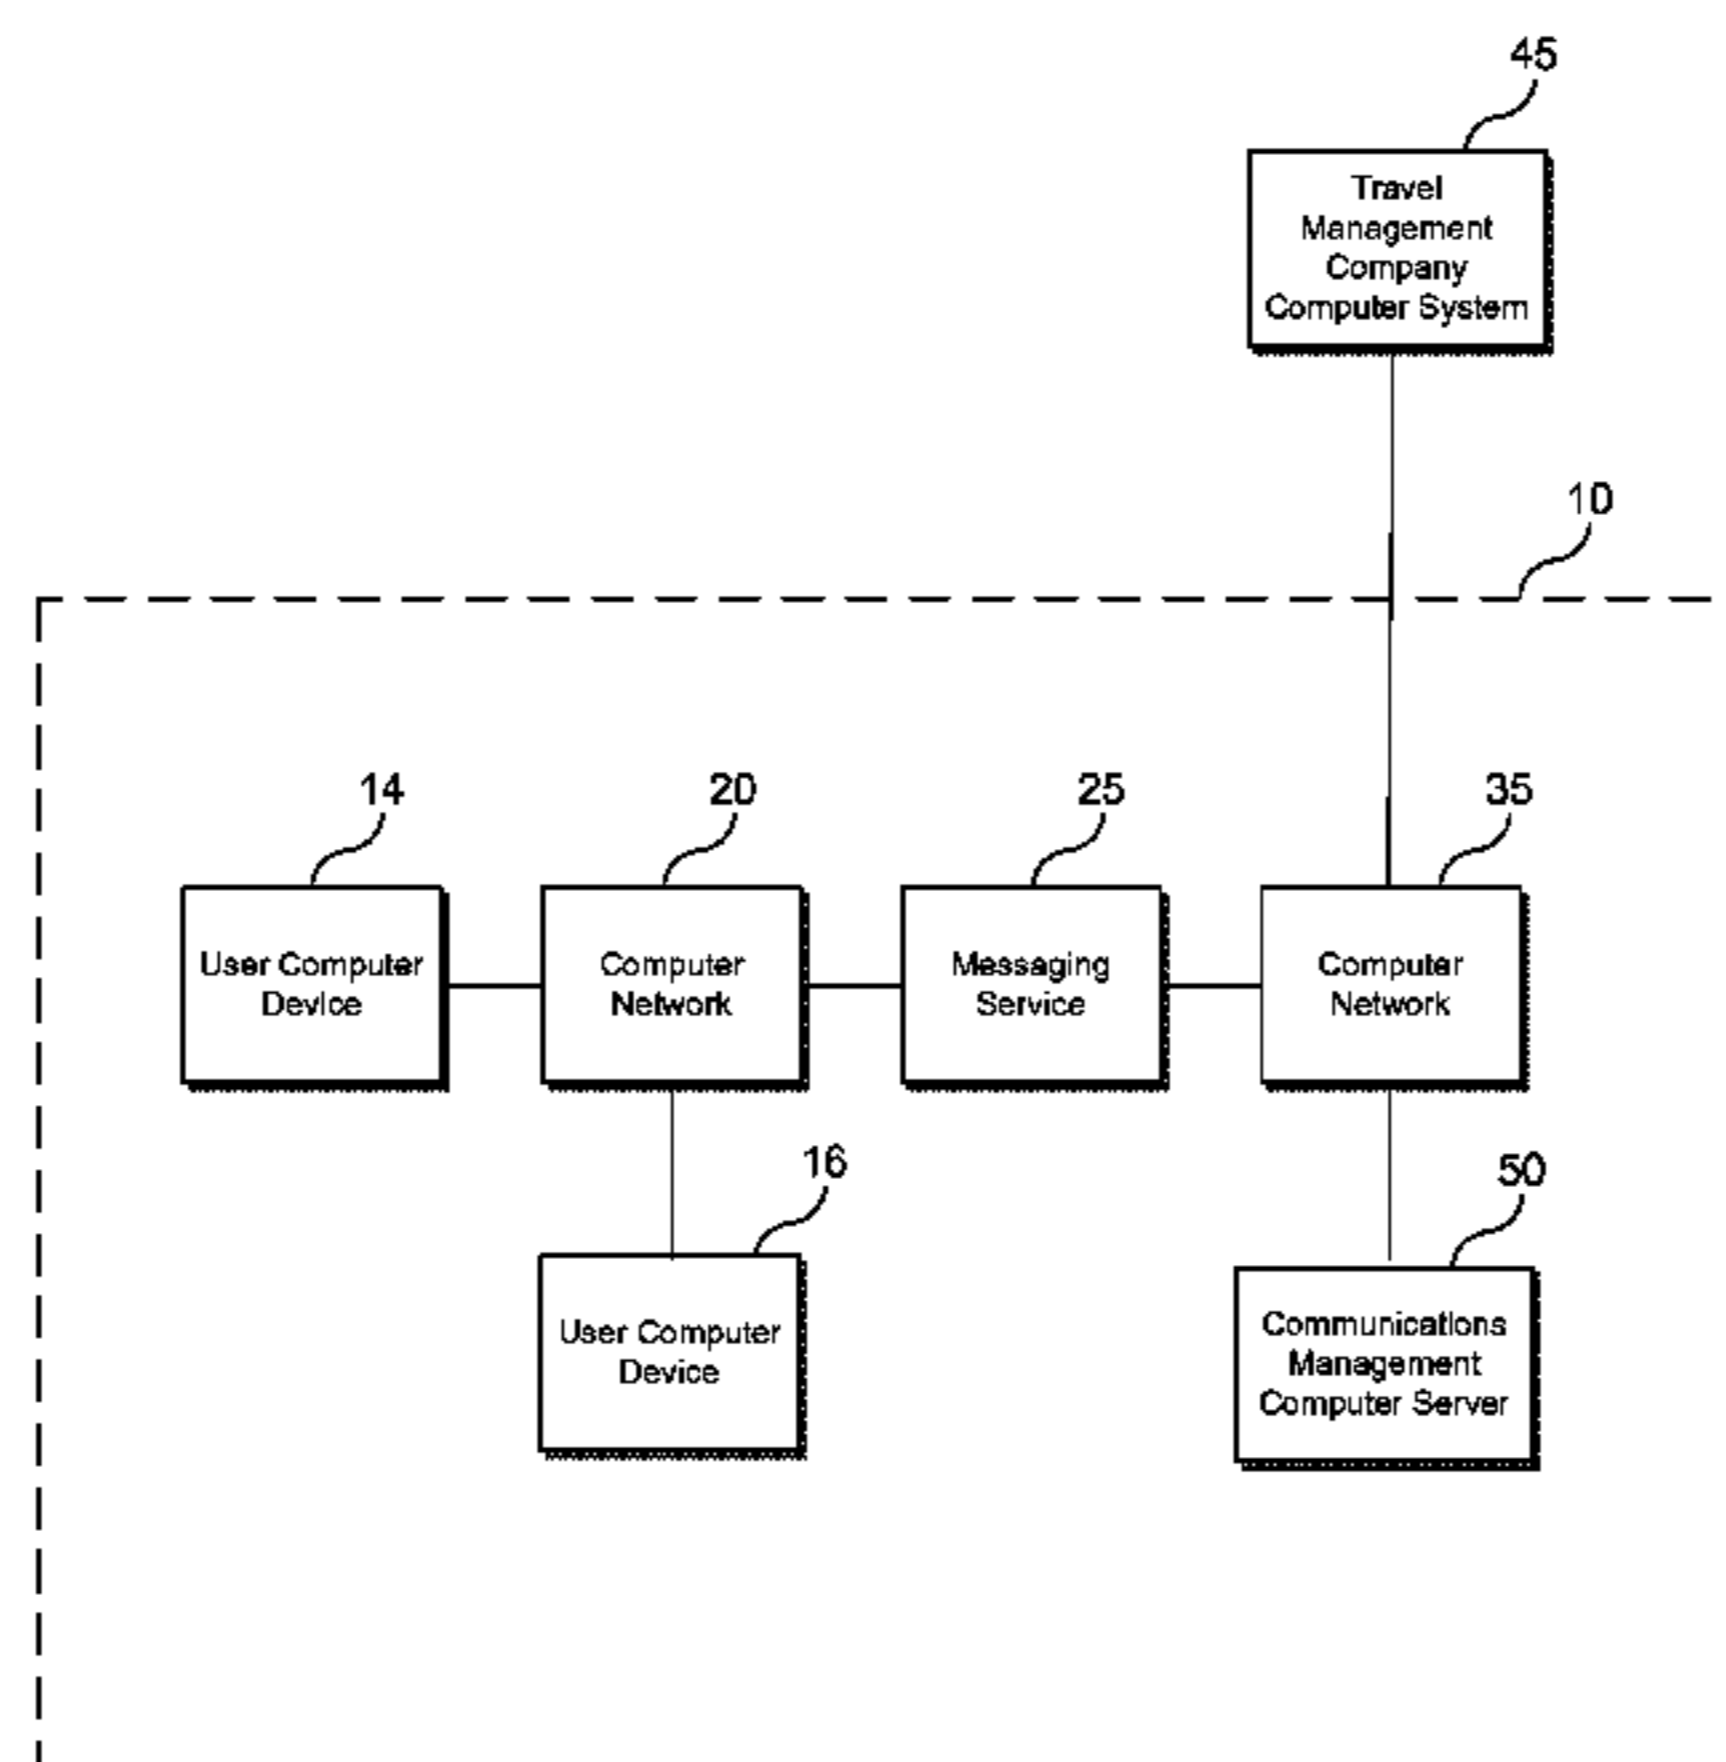 45
Travel
Management
Company
Computer System
10
14
20
25
35
User Computer
Device
Computer
Network
Messaging
Service
Computer
Network
16
50
User Computer
Device
Communications
Management
Computer Server